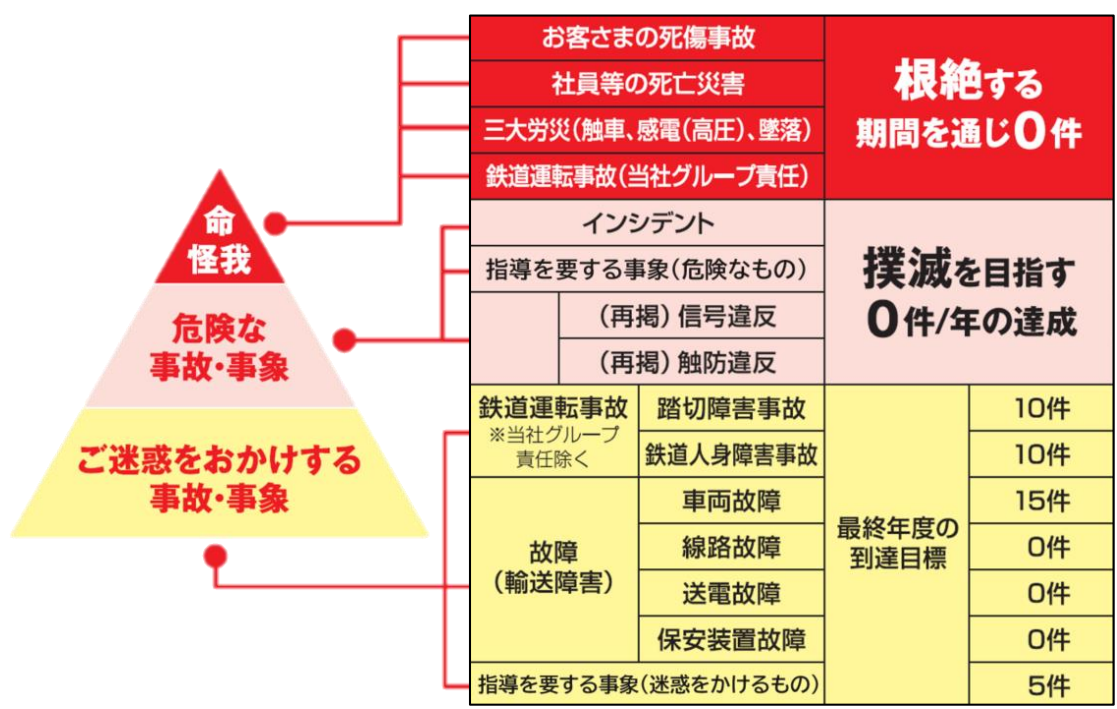 命
怪我
危険な
事故・事象
ご迷惑をおかけする
事故・事象
お客さまの死傷事故
社員等の死亡災害
三大労災(触車、感電(高圧)、墜落)
鉄道運転事故(当社グループ責任)
根絶する
期間を通じ0件
インシデント
指導を要する事象(危険なもの)
(再掲)信号違反
(再掲)触防違反
撲滅を目指す
0件/年の達成
鉄道運転事故
※当社グループ
責任除く
踏切障害事故
10件
鉄道人身障害事故
10件
故障
(輸送障害)
車両故障
15件
線路故障
0件
送電故障
0件
保安装置故障
0件
最終年度の
到達目標
指導を要する事象(迷惑をかけるもの)
5件